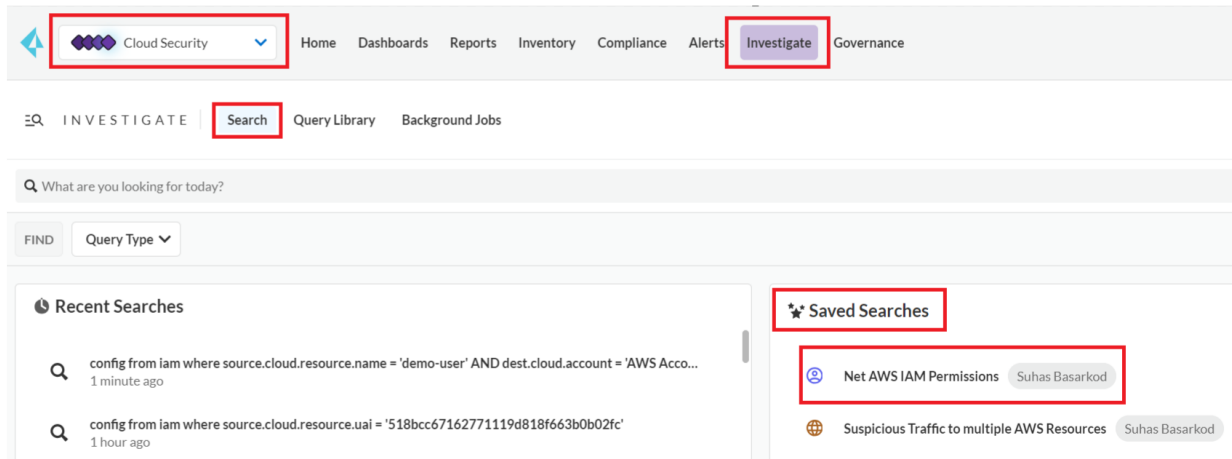 Cloud Security Home Dashboards Reports Inventory Compliance Alerts Investigate Governance
INVESTIGATE Search Query Library Background Jobs
What are you looking for today?
FIND Query Type
Recent Searches
config from iam where source.cloud.resource.name = 'demo-user' AND dest.cloud.account = 'AWS Acco...
1 minute ago
config from iam where source.cloud.resource.uai = '518bcc67162771119d818f663b0b02fc'
1 hour ago
Saved Searches
Net AWS IAM Permissions Suhas Basarkod
Suspicious Traffic to multiple AWS Resources Suhas Basarkod